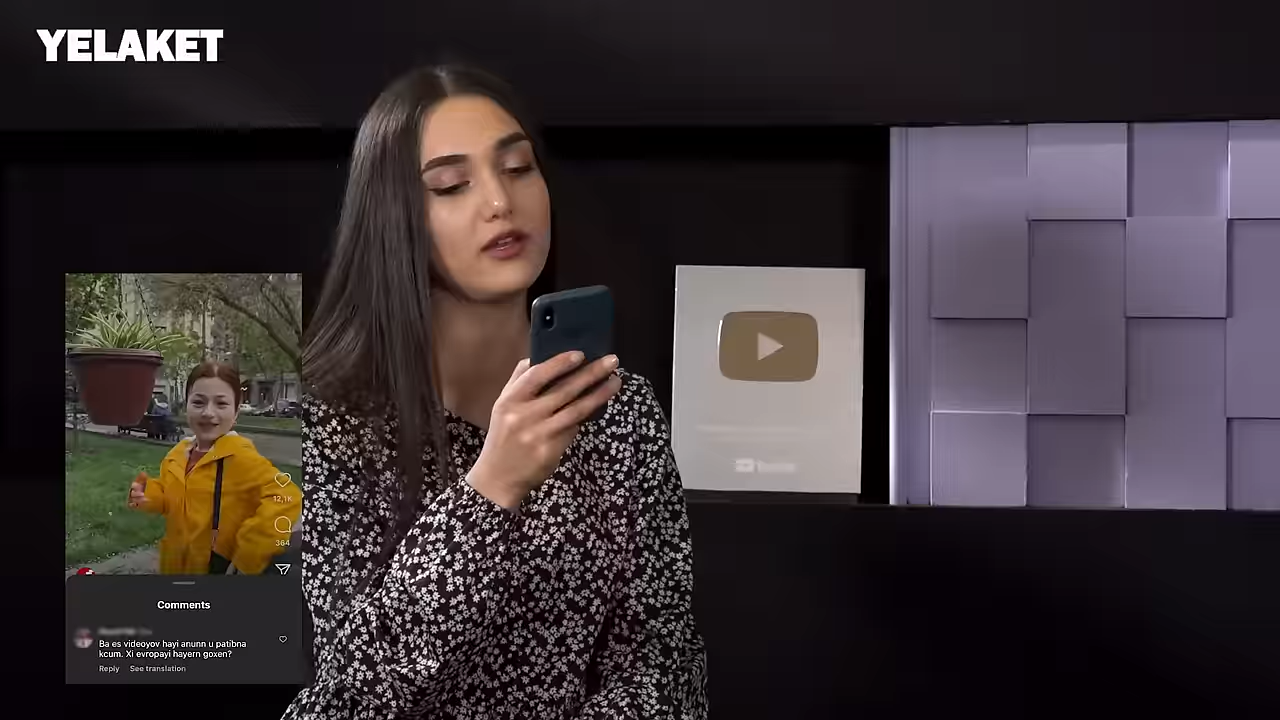 YELAKET
12,1K
364
Comments
Ba es videoyov hayi anunn u patibna
kcum. Xi evropayi hayern goxen?
Reply See translation